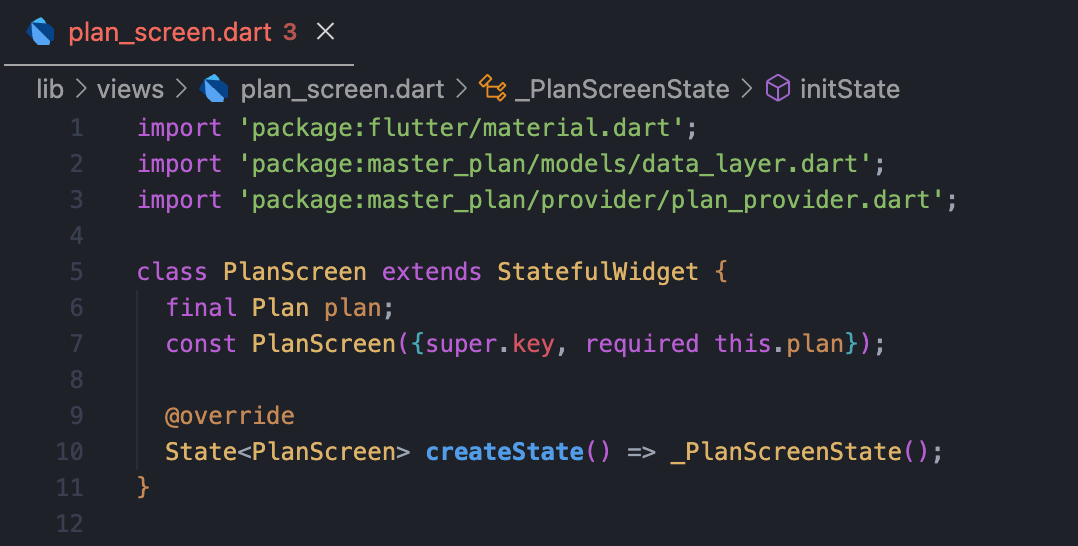 plan_screen.dart 3 ×
lib > views > plan_screen.dart > _PlanScreenState > initState
1 import 'package:flutter/material.dart';
2 import 'package:master_plan/models/data_layer.dart';
3 import 'package:master_plan/provider/plan_provider.dart';
4
5 class PlanScreen extends StatefulWidget {
6 final Plan plan;
7 const PlanScreen({super.key, required this.plan});
8
9 @override
10 State<PlanScreen> createState() => _PlanScreenState();
11 }
12